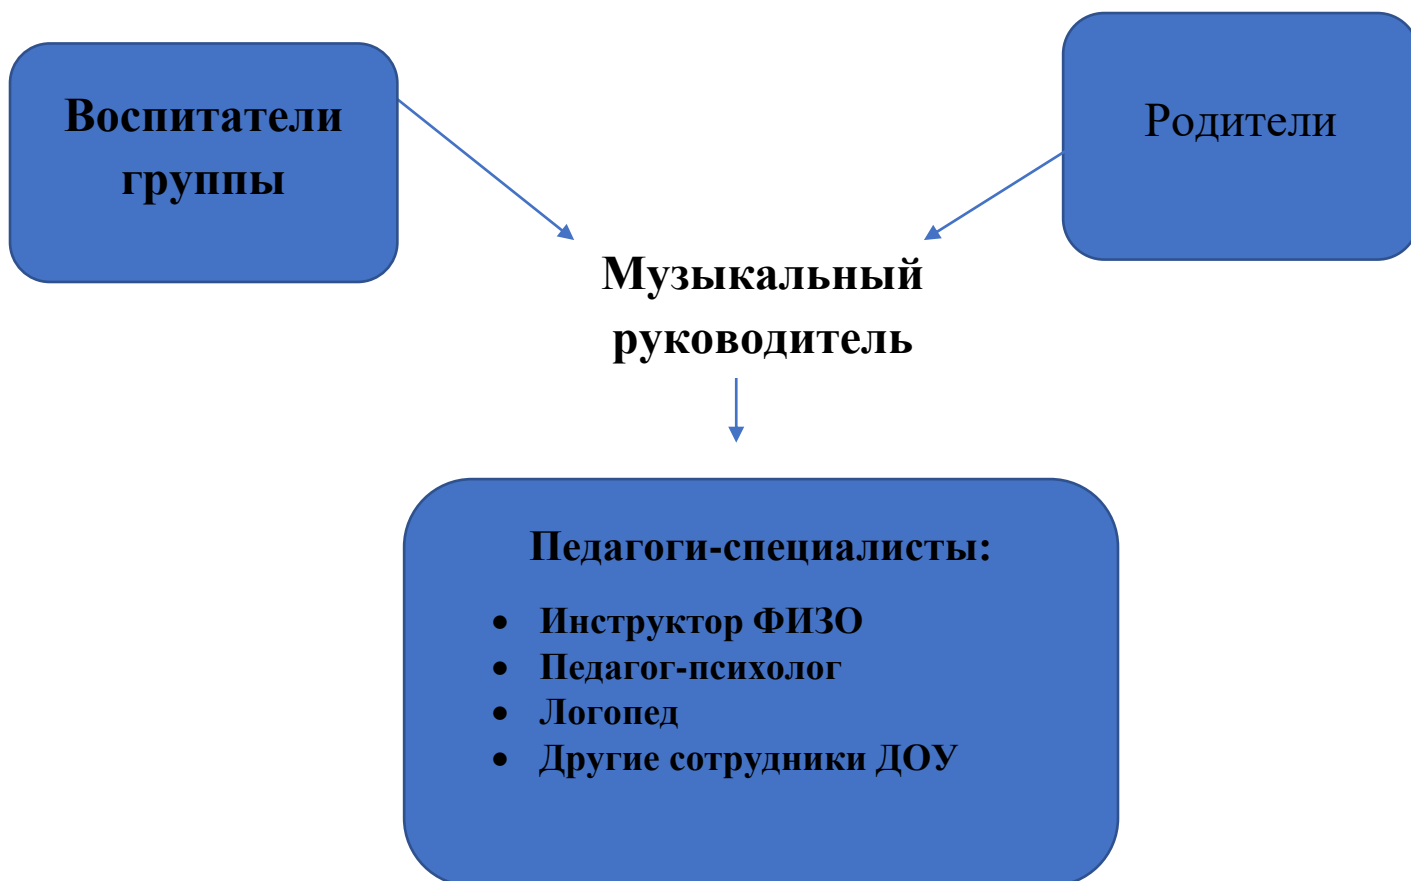 Воспитатели
группы
Родители
Музыкальный
руководитель
Педагоги-специалисты:
• Инструктор ФИЗО
• Педагог-психолог
• Логопед
• Другие сотрудники ДОУ